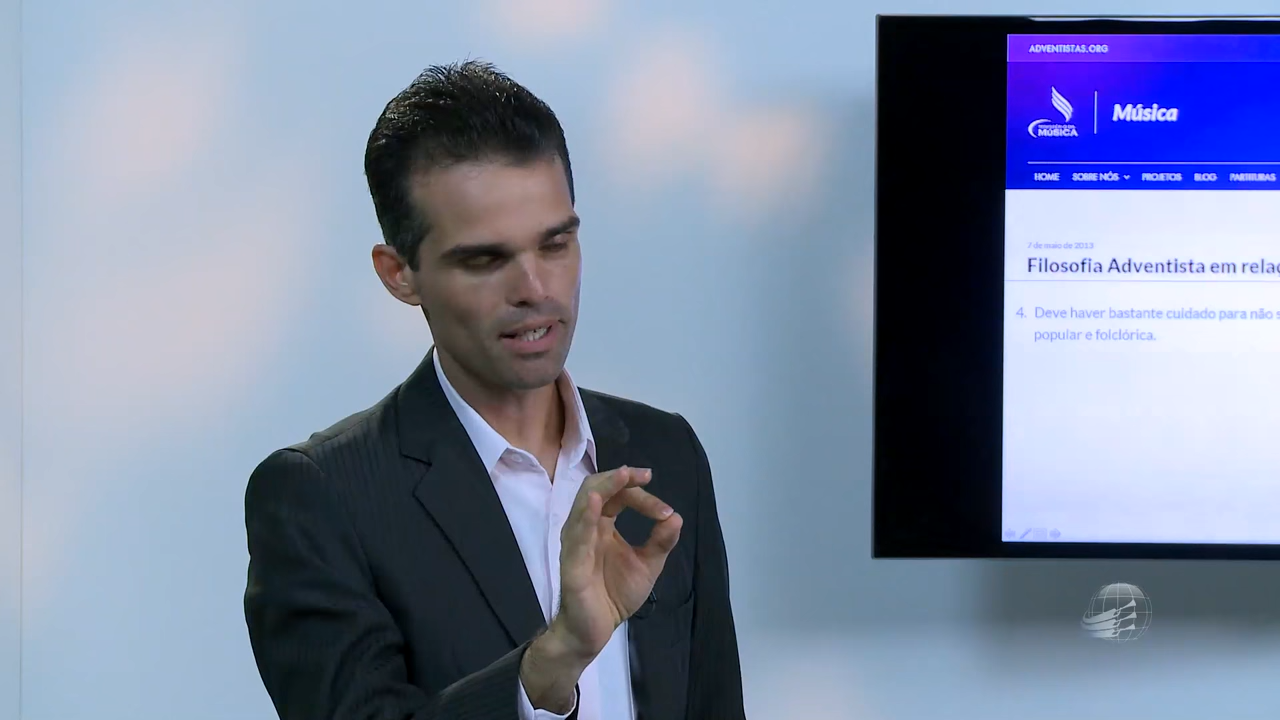 ADVENTISTAS.ORG
MÚSICA
Música
HOME SOBRE NÓS PROJETOS BLOG PARTITURAS
7 de maio de 2013
Filosofia Adventista em relaç
4. Deve haver bastante cuidado para não s
popular e folclórica.